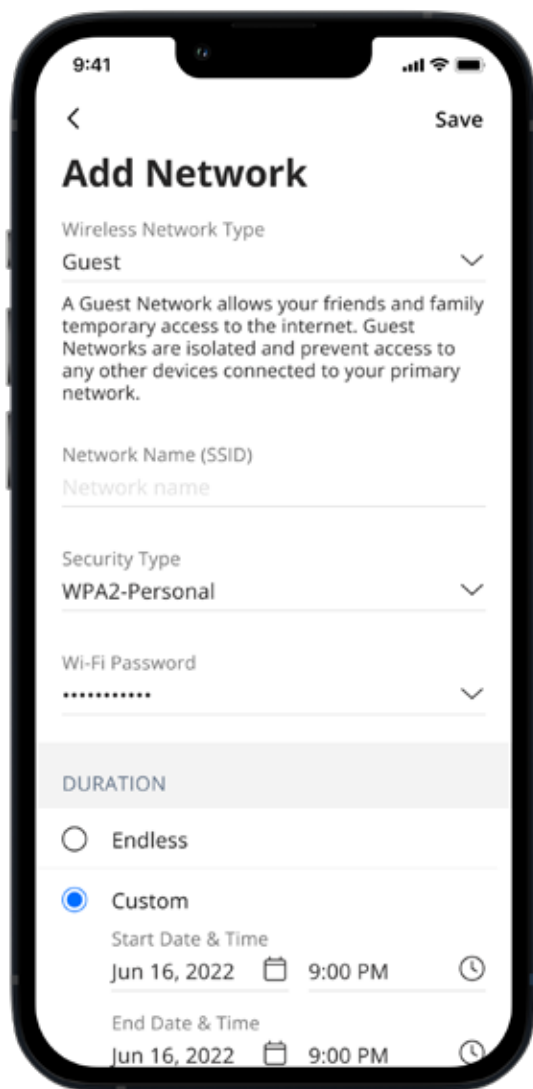 9:41
Save
Add Network
Wireless Network Type
Guest
A Guest Network allows your friends and family
temporary access to the internet. Guest
Networks are isolated and prevent access to
any other devices connected to your primary
network.
Network Name (SSID)
Network name
Security Type
WPA2-Personal
Wi-Fi Password
•••••••••••
DURATION
Endless
Custom
Start Date & Time
Jun 16, 2022 9:00 PM
End Date & Time
Jun 16, 2022 9:00 PM